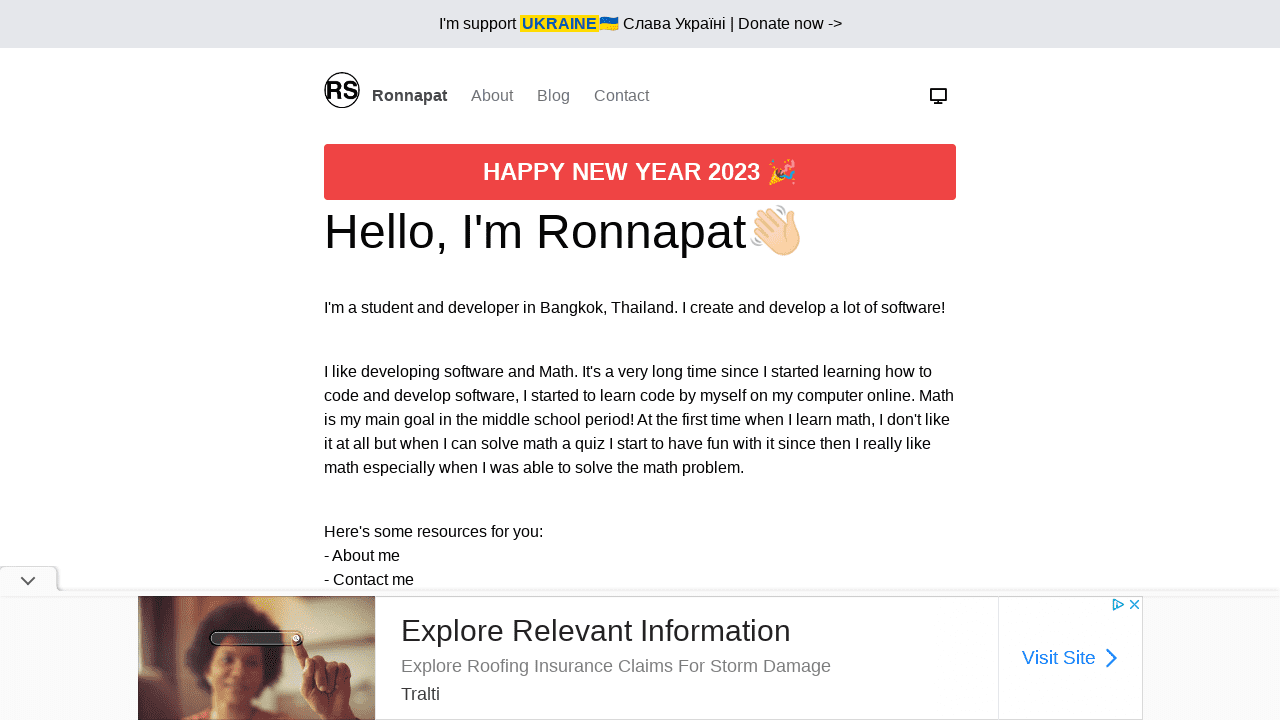 I'm support UKRAINE🇺🇦 Слава Україні | Donate now ->
RS Ronnapat About Blog Contact
HAPPY NEW YEAR 2023 🎉
Hello, I'm Ronnapat👋🏻
I'm a student and developer in Bangkok, Thailand. I create and develop a lot of software!
I like developing software and Math. It's a very long time since I started learning how to
code and develop software, I started to learn code by myself on my computer online. Math
is my main goal in the middle school period! At the first time when I learn math, I don't like
it at all but when I can solve math a quiz I start to have fun with it since then I really like
math especially when I was able to solve the math problem.
Here's some resources for you:
- About me
- Contact me
Explore Relevant Information
Explore Roofing Insurance Claims For Storm Damage
Tralti
Visit Site